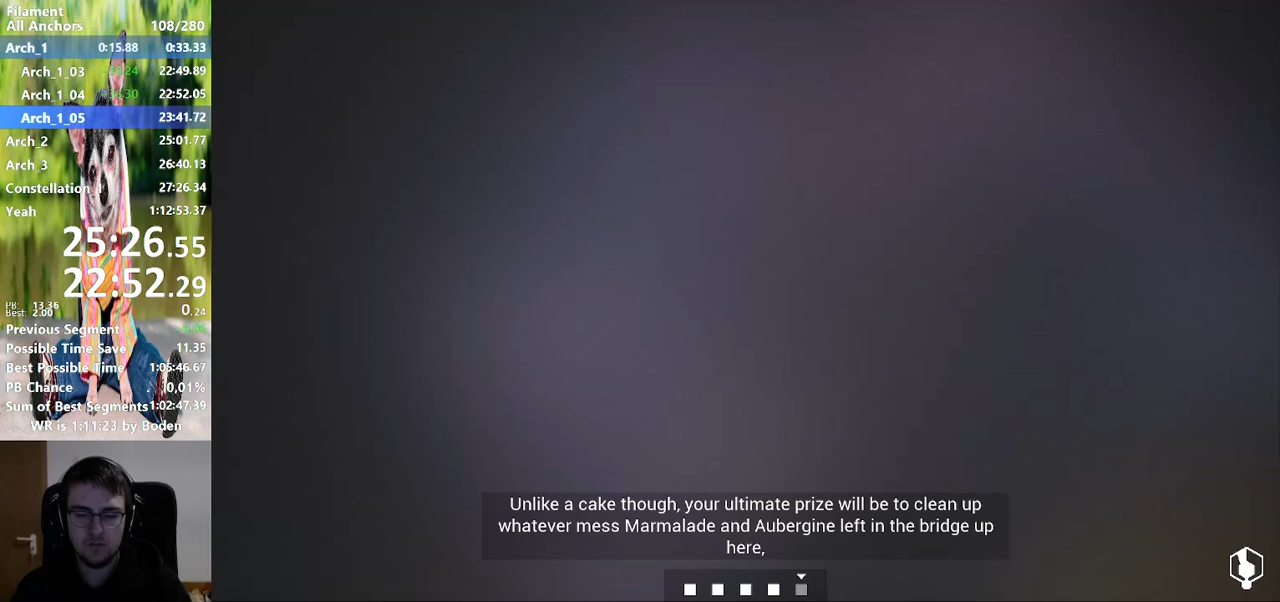 Filament
All Anchors 108/280
Arch_1 0:15.88 0:33.33
Arch_1_03 22:49.89
Arch_1_04 22:52.05
Arch_1_05 23:41.72
Arch_2 25:01.77
Arch_3 26:40.13
Constellation_1 27:26.34
Yeah 1:12:53.37
25:26.55
22:52.29
PB: 13.36
Best: 2.00 0.24
Previous Segment
Possible Time Save 11.35
Best Possible Time 1:05:46.67
PB Chance 0,01%
Sum of Best Segments 1:02:47.39
WR is 1:11:23 by Boden
Unlike a cake though, your ultimate prize will be to clean up
whatever mess Marmalade and Aubergine left in the bridge up
here,